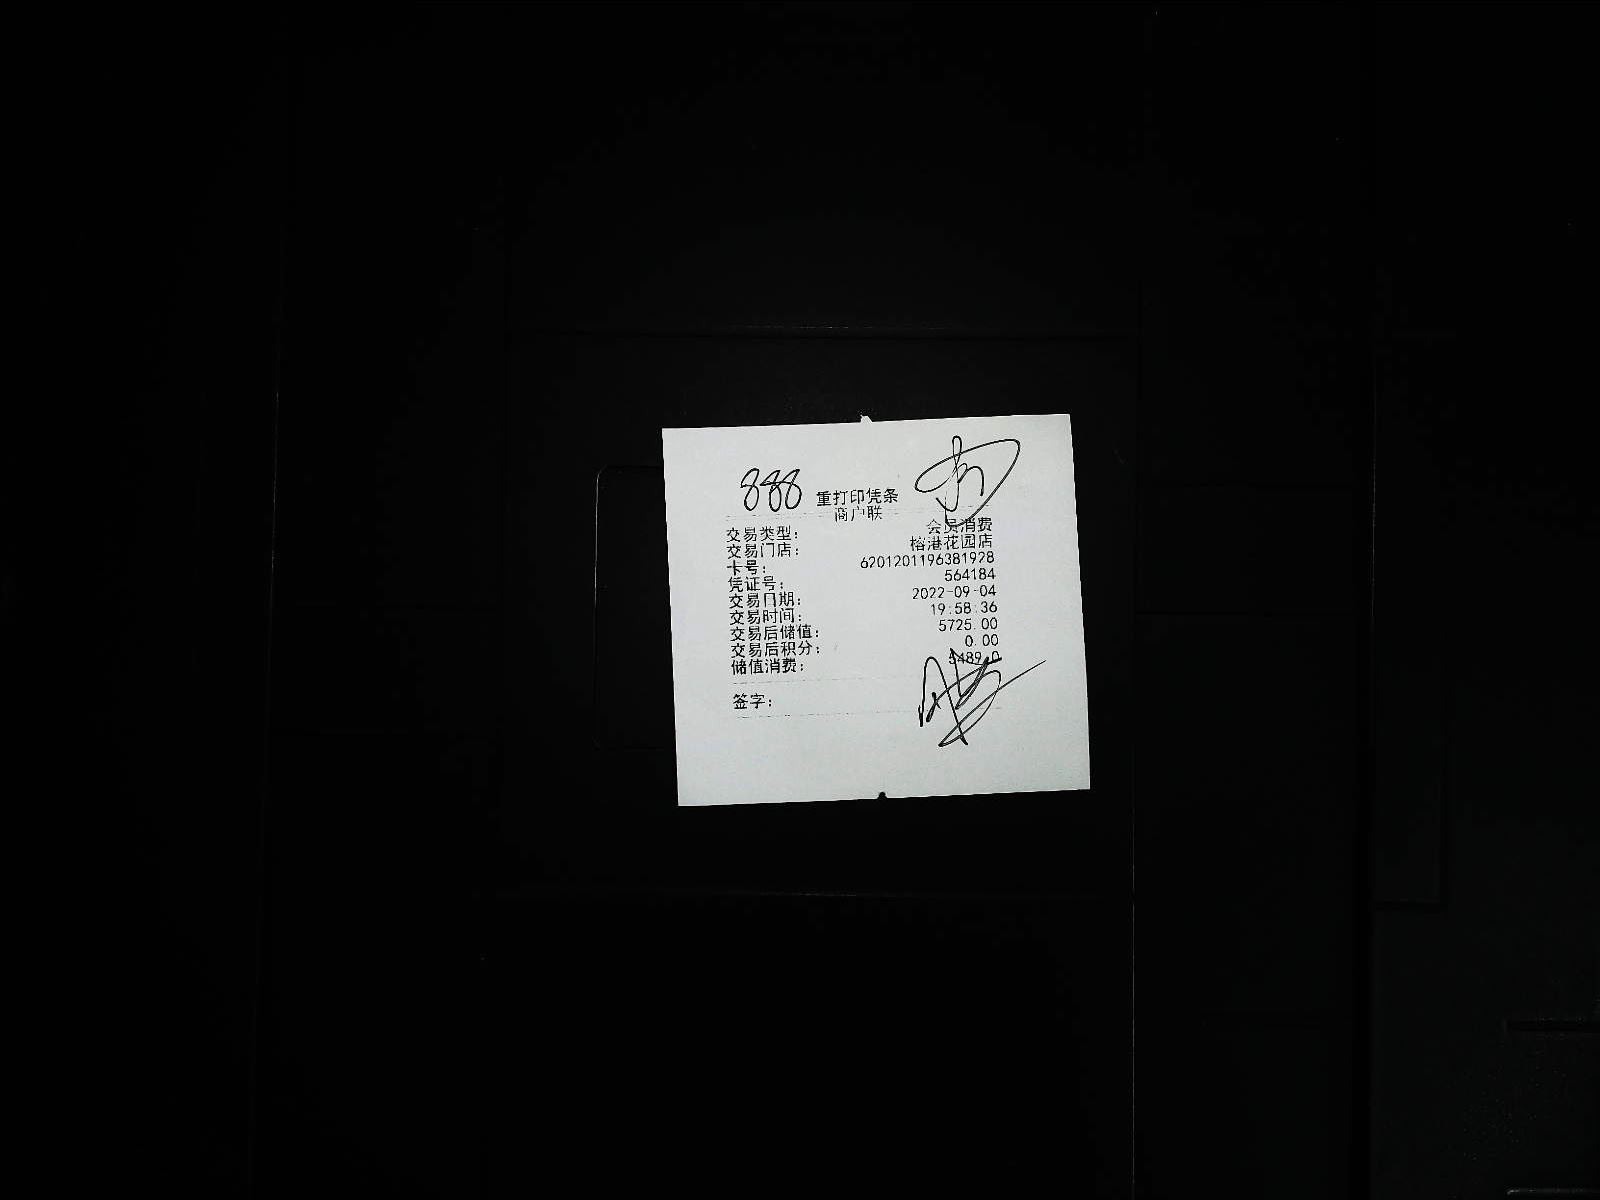 888
重打印凭条
商户联
交易类型: 会员消费
交易门店: 榕港花园店
卡号: 6201201196381928
凭证号: 564184
交易日期: 2022-09-04
交易时间: 19:58:36
交易后储值: 5725.00
交易后积分: 0.00
储值消费: 5489.0
签字: